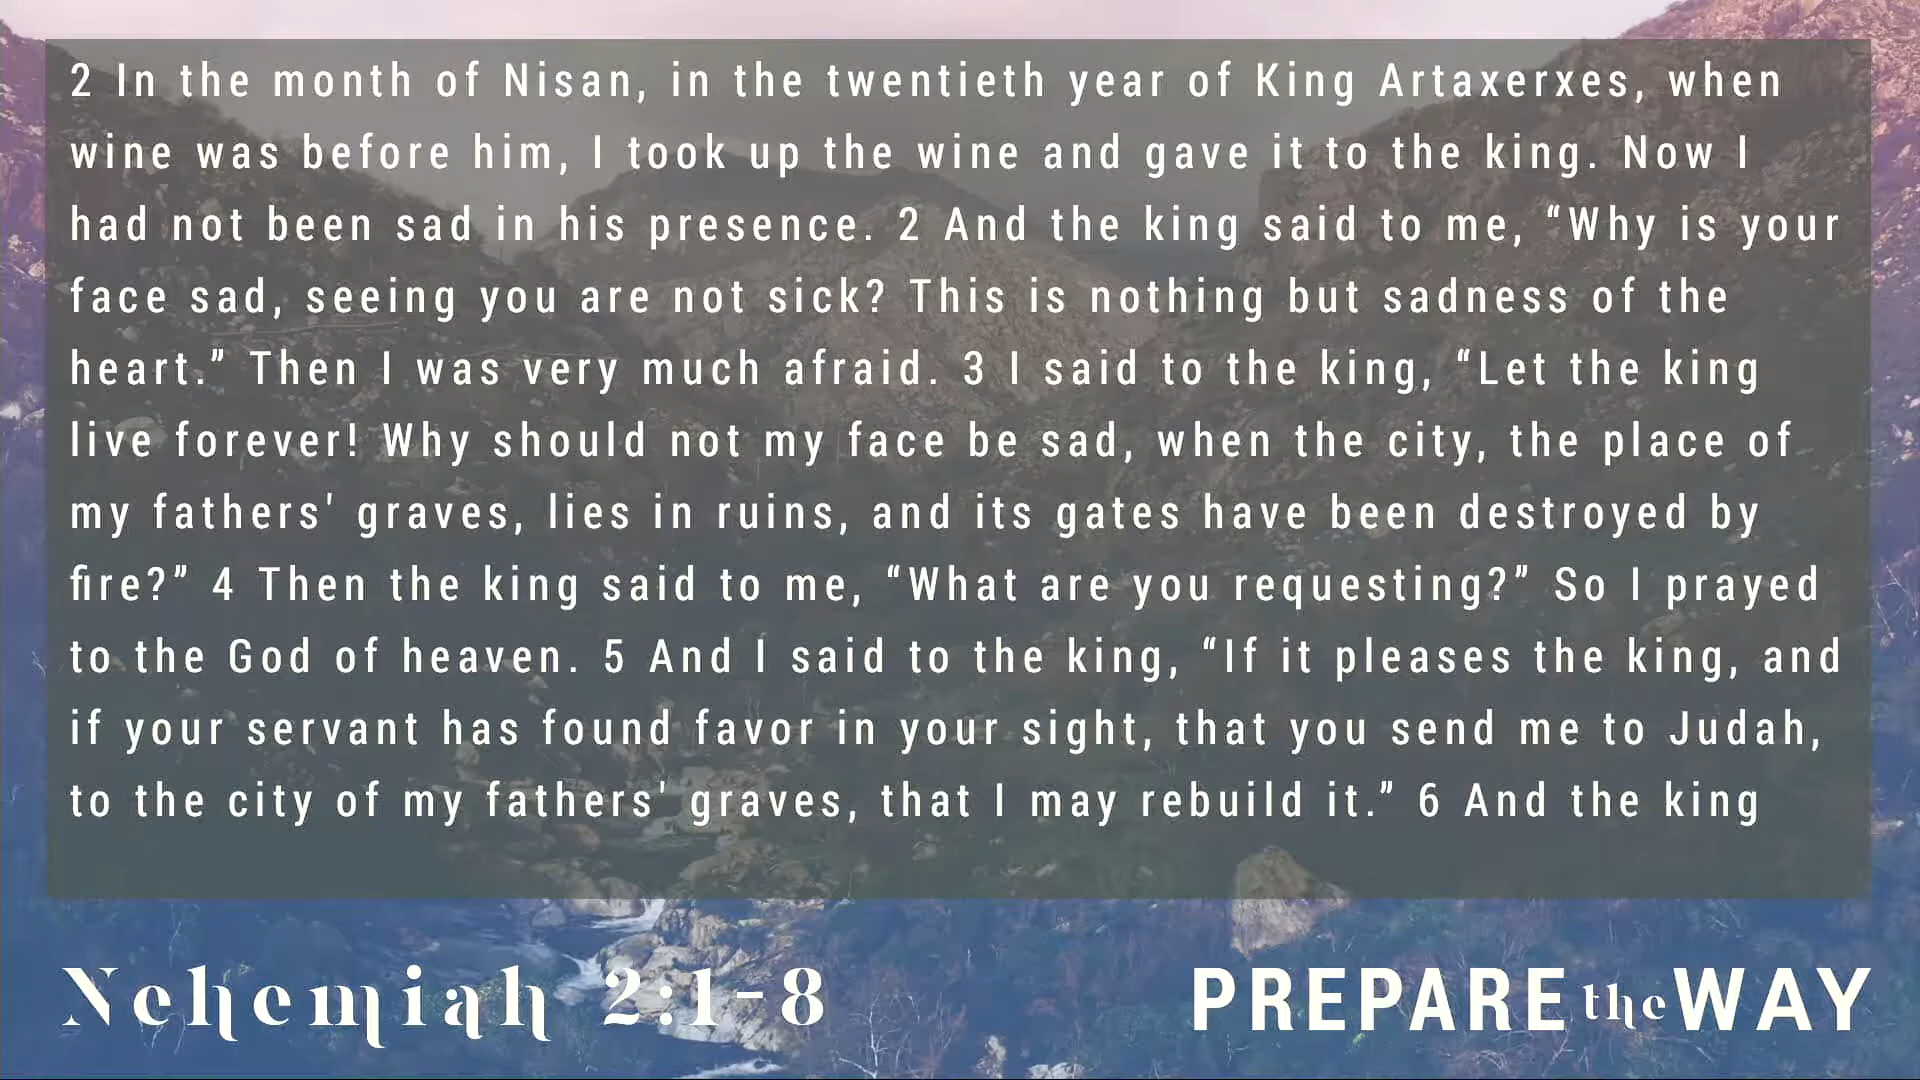 2 In the month of Nisan, in the twentieth year of King Artaxerxes, when
wine was before him, I took up the wine and gave it to the king. Now I
had not been sad in his presence. 2 And the king said to me, “Why is your
face sad, seeing you are not sick? This is nothing but sadness of the
heart.” Then I was very much afraid. 3 I said to the king, “Let the king
live forever! Why should not my face be sad, when the city, the place of
my fathers' graves, lies in ruins, and its gates have been destroyed by
fire?” 4 Then the king said to me, “What are you requesting?” So I prayed
to the God of heaven. 5 And I said to the king, “If it pleases the king, and
if your servant has found favor in your sight, that you send me to Judah,
to the city of my fathers' graves, that I may rebuild it.” 6 And the king
Nehemiah 2:1-8
PREPARE the WAY